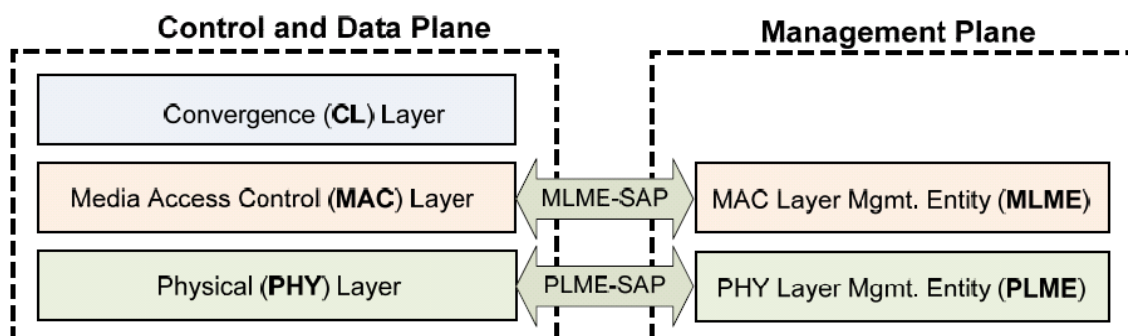 Control and Data Plane
Management Plane
Convergence (CL) Layer
Media Access Control (MAC) Layer
MLME-SAP
MAC Layer Mgmt. Entity (MLME)
Physical (PHY) Layer
PLME-SAP
PHY Layer Mgmt. Entity (PLME)